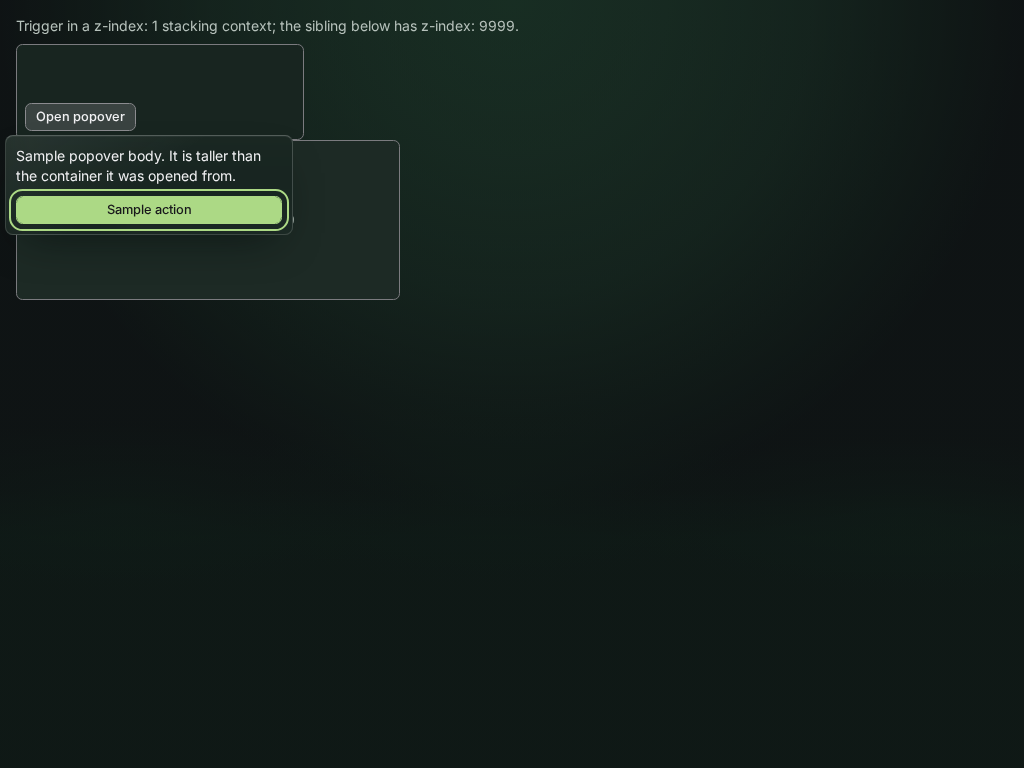 Trigger in a z-index: 1 stacking context; the sibling below has z-index: 9999.
Open popover
Sample popover body. It is taller than
the container it was opened from.
Sample action